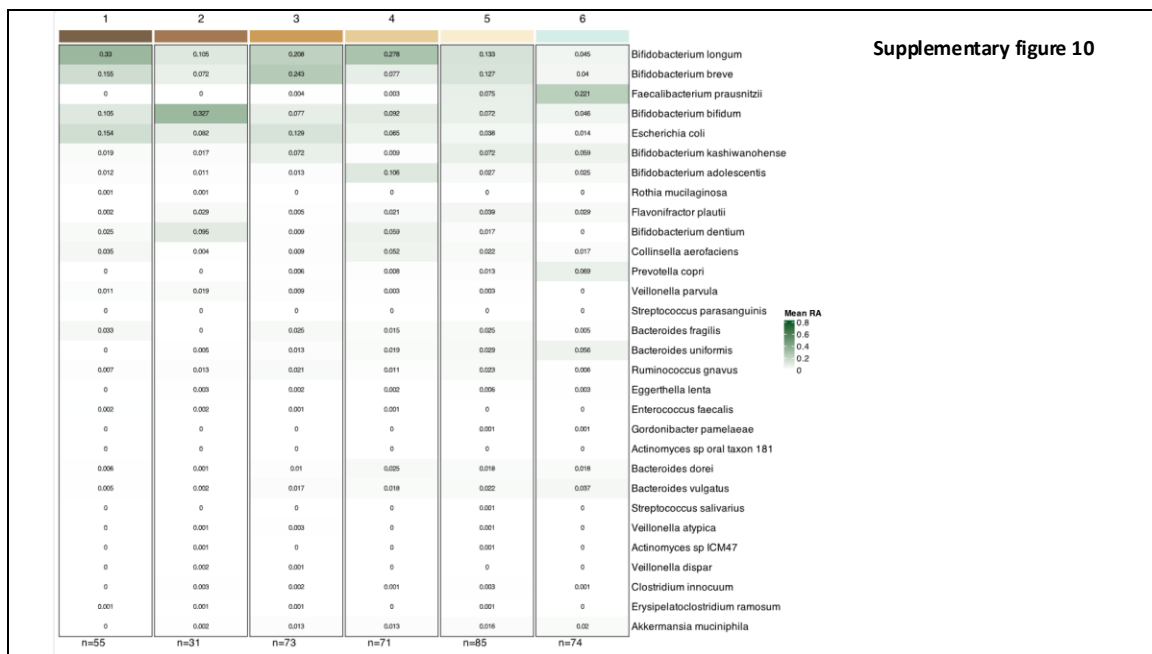 Supplementary figure 10
1 2 3 4 5 6
0.33 0.105 0.208 0.278 0.133 0.045 Bifidobacterium longum
0.155 0.072 0.243 0.077 0.127 0.04 Bifidobacterium breve
0 0 0.004 0.003 0.075 0.221 Faecalibacterium prausnitzii
0.105 0.327 0.077 0.092 0.072 0.046 Bifidobacterium bifidum
0.154 0.082 0.129 0.065 0.038 0.014 Escherichia coli
0.019 0.017 0.072 0.009 0.072 0.059 Bifidobacterium kashiwanohense
0.012 0.011 0.013 0.106 0.027 0.025 Bifidobacterium adolescentis
0.001 0.001 0 0 0 0 Rothia mucilaginosa
0.002 0.029 0.005 0.021 0.039 0.029 Flavonifractor plautii
0.025 0.095 0.009 0.059 0.017 0 Bifidobacterium dentium
0.035 0.004 0.009 0.052 0.022 0.017 Collinsella aerofaciens
0 0 0.006 0.008 0.013 0.069 Prevotella copri
0.011 0.019 0.009 0.003 0.003 0 Veillonella parvula
0 0 0 0 0 0 Streptococcus parasanguinis
0.033 0 0.025 0.015 0.025 0.005 Bacteroides fragilis
0 0.005 0.013 0.019 0.029 0.056 Bacteroides uniformis
0.007 0.013 0.021 0.011 0.023 0.006 Ruminococcus gnavus
0 0.003 0.002 0.002 0.006 0.003 Eggerthella lenta
0.002 0.002 0.001 0.001 0 0 Enterococcus faecalis
0 0 0 0 0.001 0.001 Gordonibacter pamelaeae
0 0 0 0 0 0 Actinomyces sp oral taxon 181
0.006 0.001 0.01 0.025 0.018 0.018 Bacteroides dorei
0.005 0.002 0.017 0.018 0.022 0.037 Bacteroides vulgatus
0 0 0 0 0.001 0 Streptococcus salivarius
0 0.001 0.003 0 0.001 0 Veillonella atypica
0 0.001 0 0 0.001 0 Actinomyces sp ICM47
0 0.002 0.001 0 0 0 Veillonella dispar
0 0.003 0.002 0.001 0.003 0.001 Clostridium innocuum
0.001 0.001 0.001 0 0.001 0 Erysipelatoclostridium ramosum
0 0.002 0.013 0.013 0.016 0.02 Akkermansia muciniphila
n=55 n=31 n=73 n=71 n=85 n=74
Mean RA
0.8
0.6
0.4
0.2
0